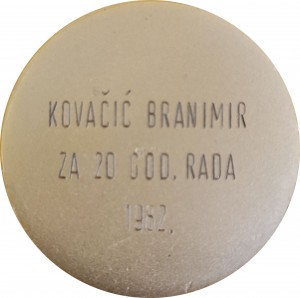 KOVAČIĆ BRANIMIR
ZA 20 GOD. RADA
1962.